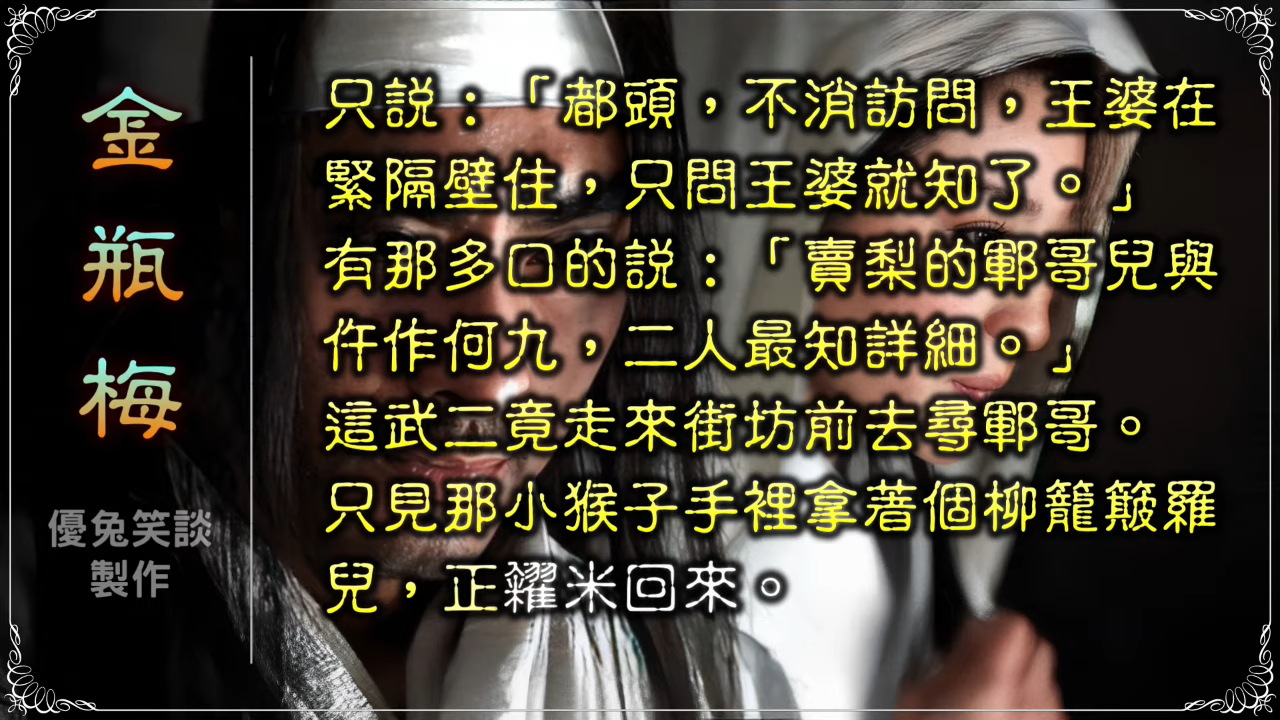 金瓶梅
優兔笑談
製作
只説：「都頭，不消訪問，王婆在
緊隔壁住，只問王婆就知了。」
有那多口的説：「賣梨的鄆哥兒與
仵作何九，二人最知詳細。」
這武二竟走來街坊前去尋鄆哥。
只見那小猴子手裡拿著個柳籠簸羅
兒，正糴米回來。